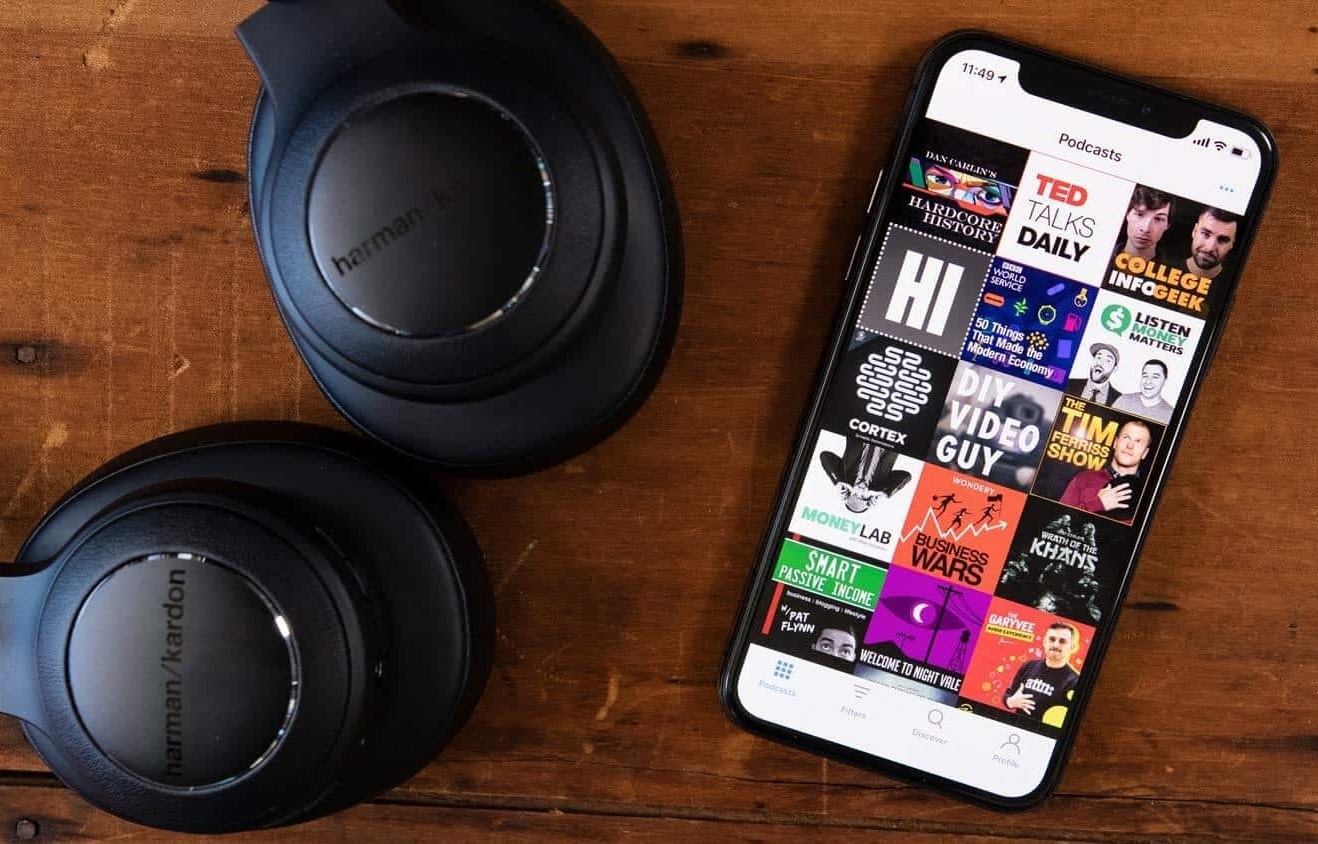 harman/k
harman/kardon
11:49
Podcasts
DAN CARLIN'S
HARDCORE
HISTORY
TED
TALKS
DAILY
COLLEGE
INFOGEEK
HI
BBC
WORLD
SERVICE
50 Things
That Made the
Modern Economy
LISTEN
MONEY
MATTERS
CORTEX
DIY
VIDEO
GUY
THE
TIM
FERRISS
SHOW
MONEYLAB
WONDERY
BUSINESS
WARS
WRATH OF THE
KHANS
SMART
PASSIVE INCOME
business | blogging | lifestyle
W/ PAT
FLYNN
WELCOME TO NIGHT VALE
THE
GARYVEE
AUDIO EXPERIENCE
attn:
Podcasts
Filters
Discover
Profile